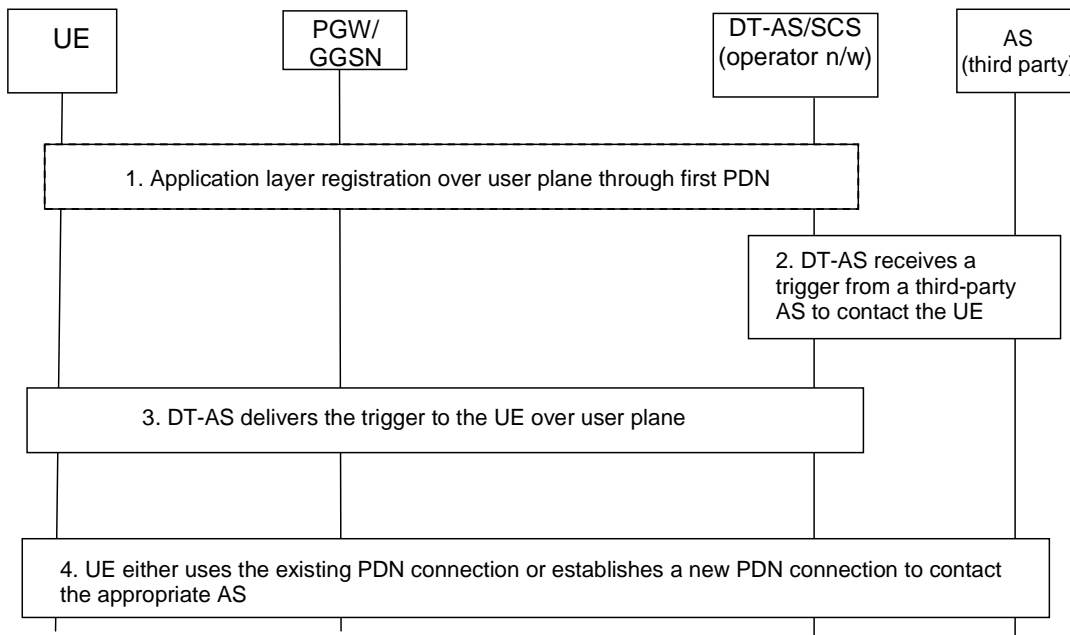 UE
PGW/
GGSN
DT-AS/SCS
(operator n/w)
AS
(third party)
1. Application layer registration over user plane through first PDN
2. DT-AS receives a
trigger from a third-party
AS to contact the UE
3. DT-AS delivers the trigger to the UE over user plane
4. UE either uses the existing PDN connection or establishes a new PDN connection to contact
the appropriate AS